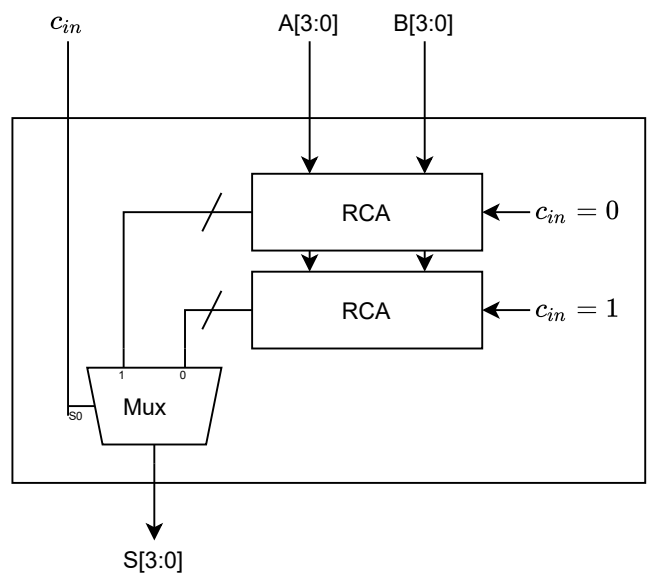 c_in
A[3:0]
B[3:0]
RCA
c_in = 0
RCA
c_in = 1
1
0
Mux
S0
S[3:0]